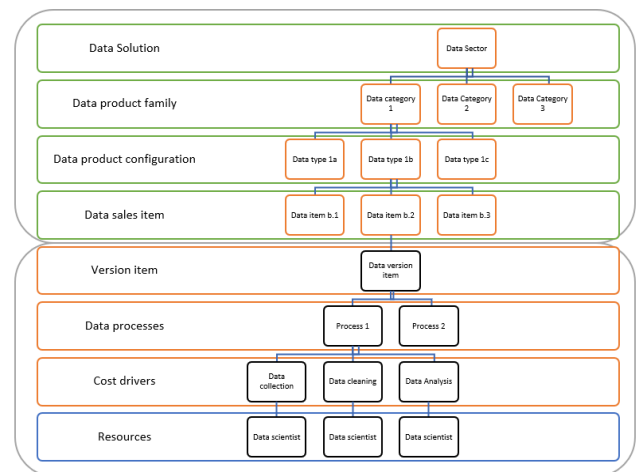 Data Solution
Data Sector
Data product family
Data category
1
Data Category
2
Data Category
3
Data product configuration
Data type 1a
Data type 1b
Data type 1c
Data sales item
Data item b.1
Data item b.2
Data item b.3
Version item
Data version
item
Data processes
Process 1
Process 2
Cost drivers
Data
collection
Data cleaning
Data Analysis
Resources
Data scientist
Data scientist
Data scientist